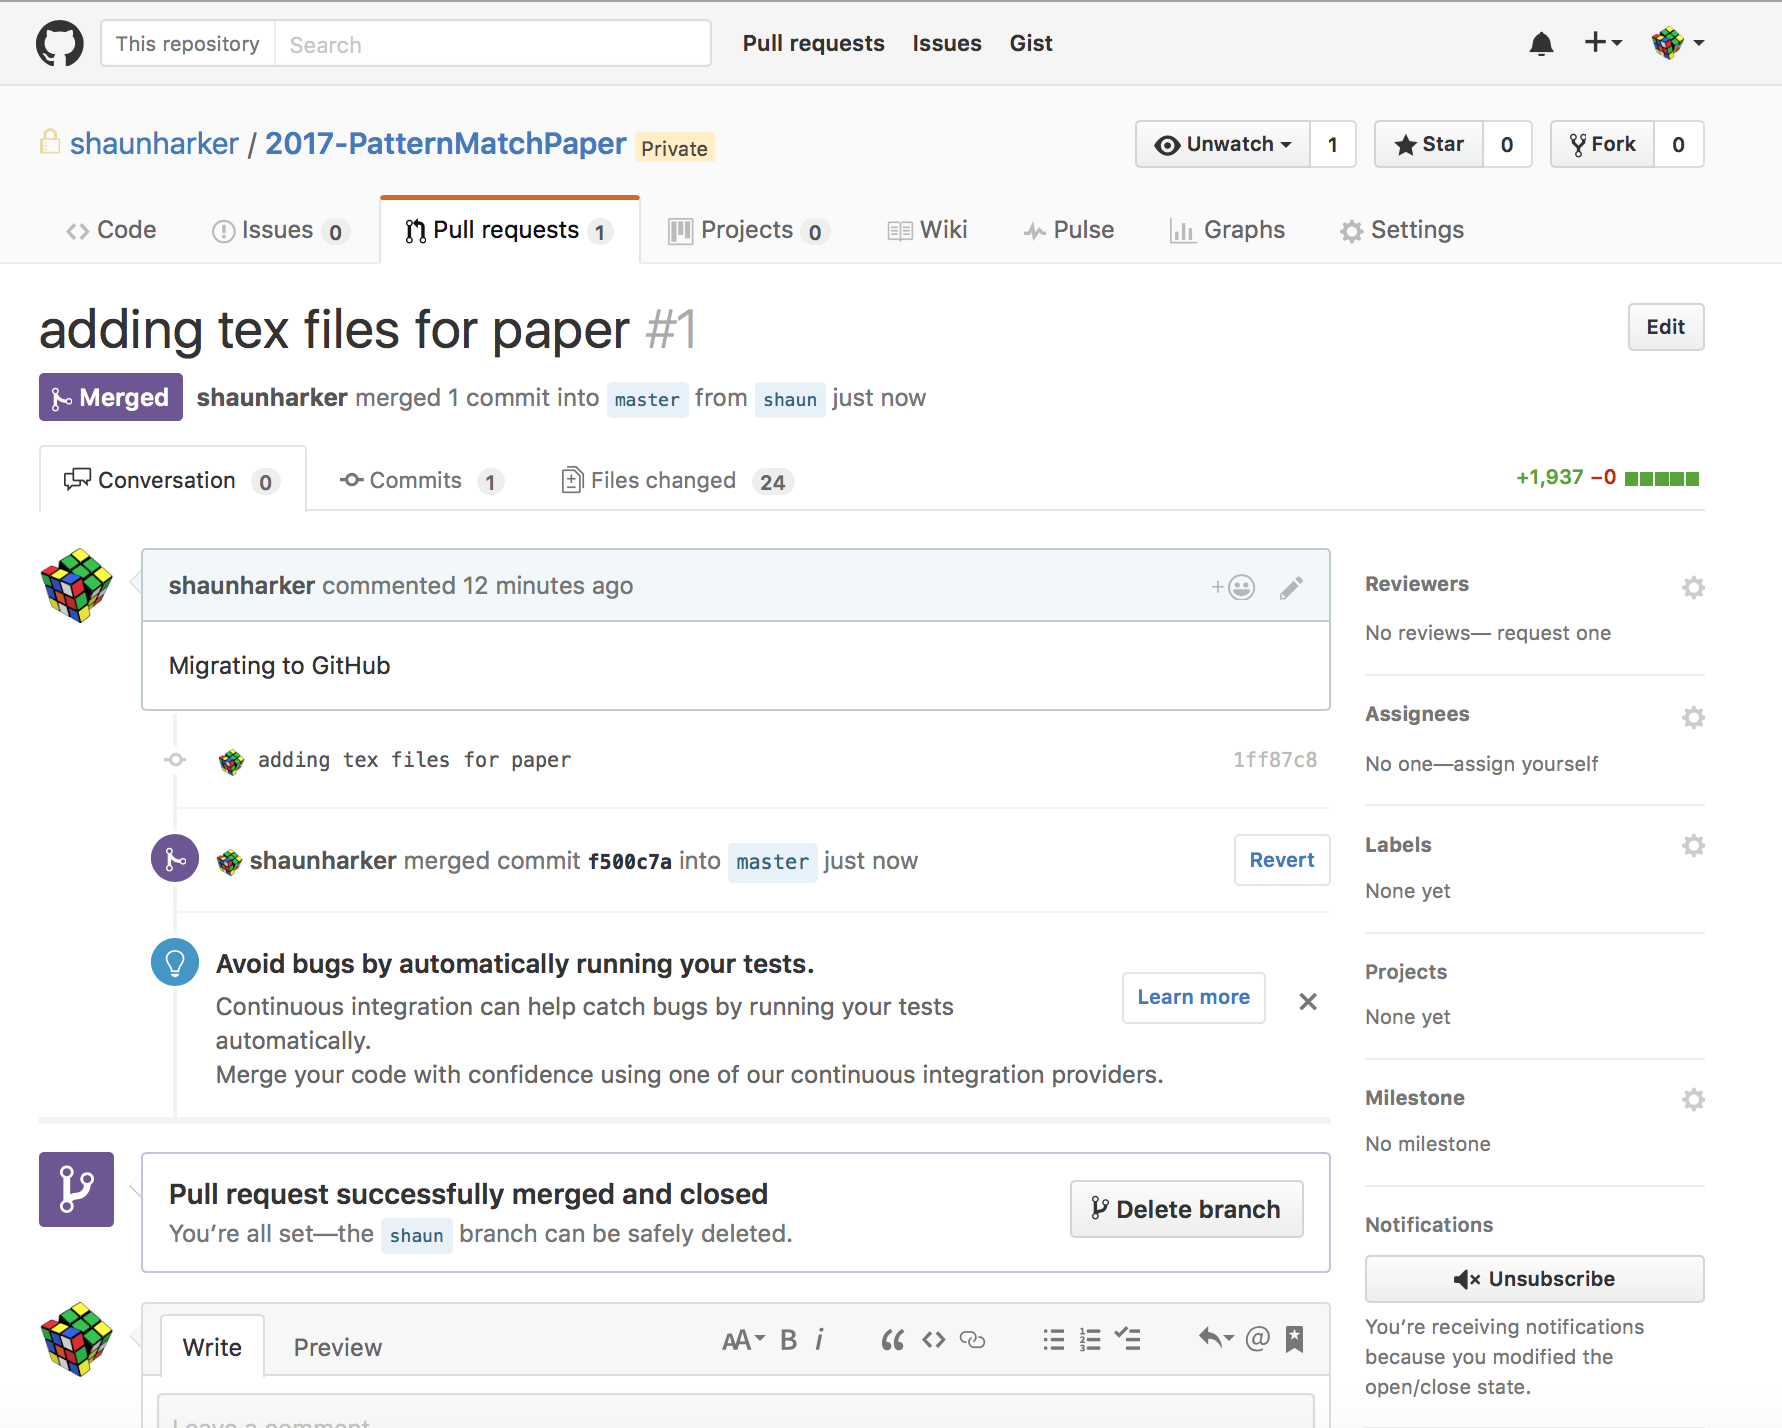 This repository Search Pull requests Issues Gist
shaunharker / 2017-PatternMatchPaper Private Unwatch 1 Star 0 Fork 0
Code Issues 0 Pull requests 1 Projects 0 Wiki Pulse Graphs Settings
adding tex files for paper #1 Edit
Merged shaunharker merged 1 commit into master from shaun just now
Conversation 0 Commits 1 Files changed 24 +1,937 −0
shaunharker commented 12 minutes ago
Migrating to GitHub
adding tex files for paper 1ff87c8
shaunharker merged commit f500c7a into master just now Revert
Avoid bugs by automatically running your tests.
Continuous integration can help catch bugs by running your tests
automatically.
Merge your code with confidence using one of our continuous integration providers.
Learn more
Pull request successfully merged and closed
You’re all set—the shaun branch can be safely deleted.
Delete branch
Write Preview AA B i
Leave a comment
Reviewers
No reviews— request one
Assignees
No one—assign yourself
Labels
None yet
Projects
None yet
Milestone
No milestone
Notifications
Unsubscribe
You’re receiving notifications
because you modified the
open/close state.